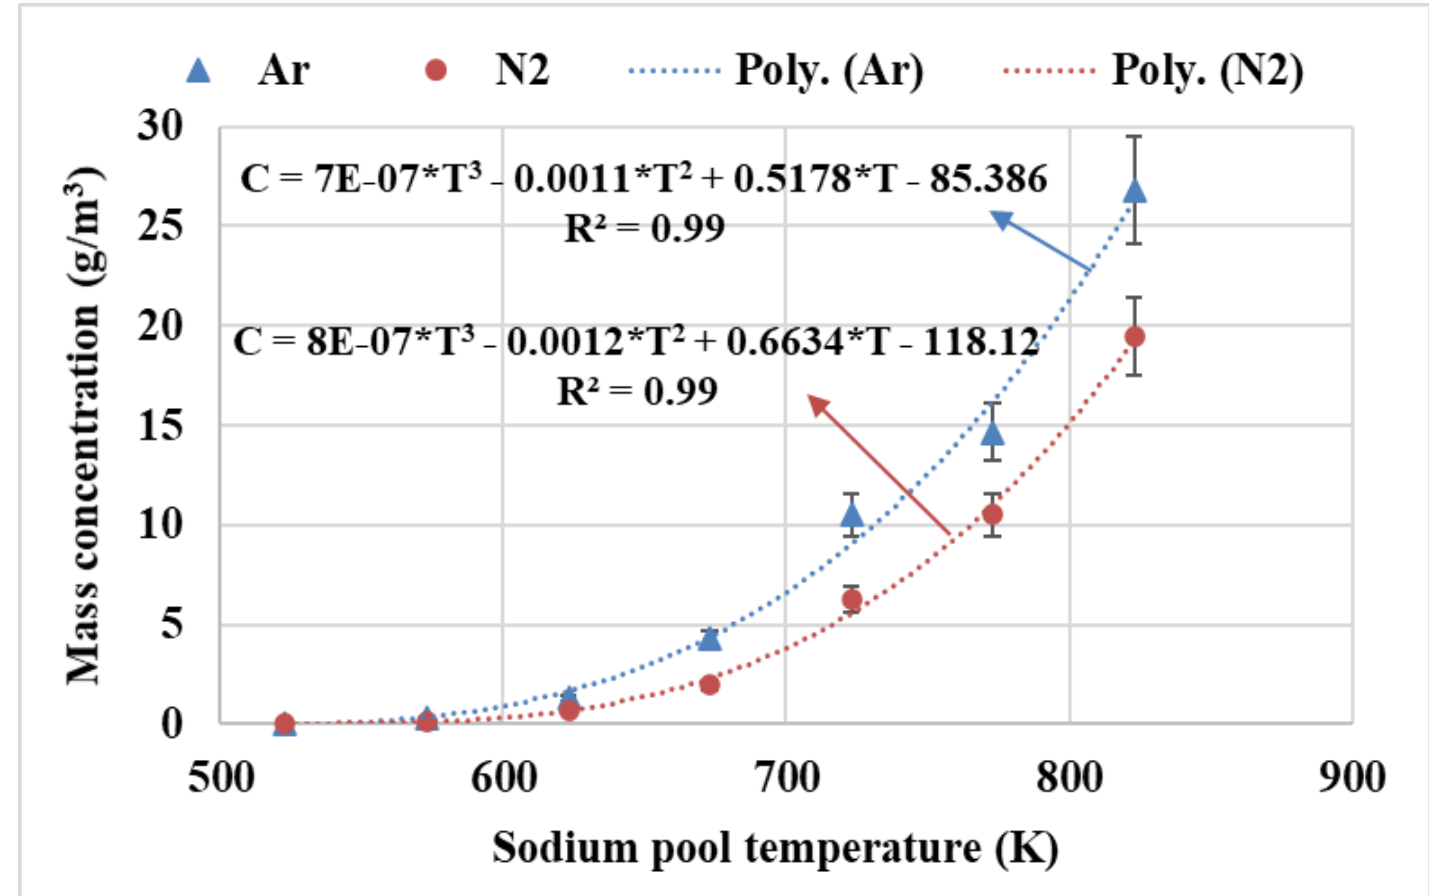 Ar N2 Poly. (Ar) Poly. (N2)
30
C = 7E-07*T³ - 0.0011*T² + 0.5178*T - 85.386
R² = 0.99
25
20
C = 8E-07*T³ - 0.0012*T² + 0.6634*T - 118.12
R² = 0.99
15
10
5
0
Mass concentration (g/m³)
500 600 700 800 900
Sodium pool temperature (K)